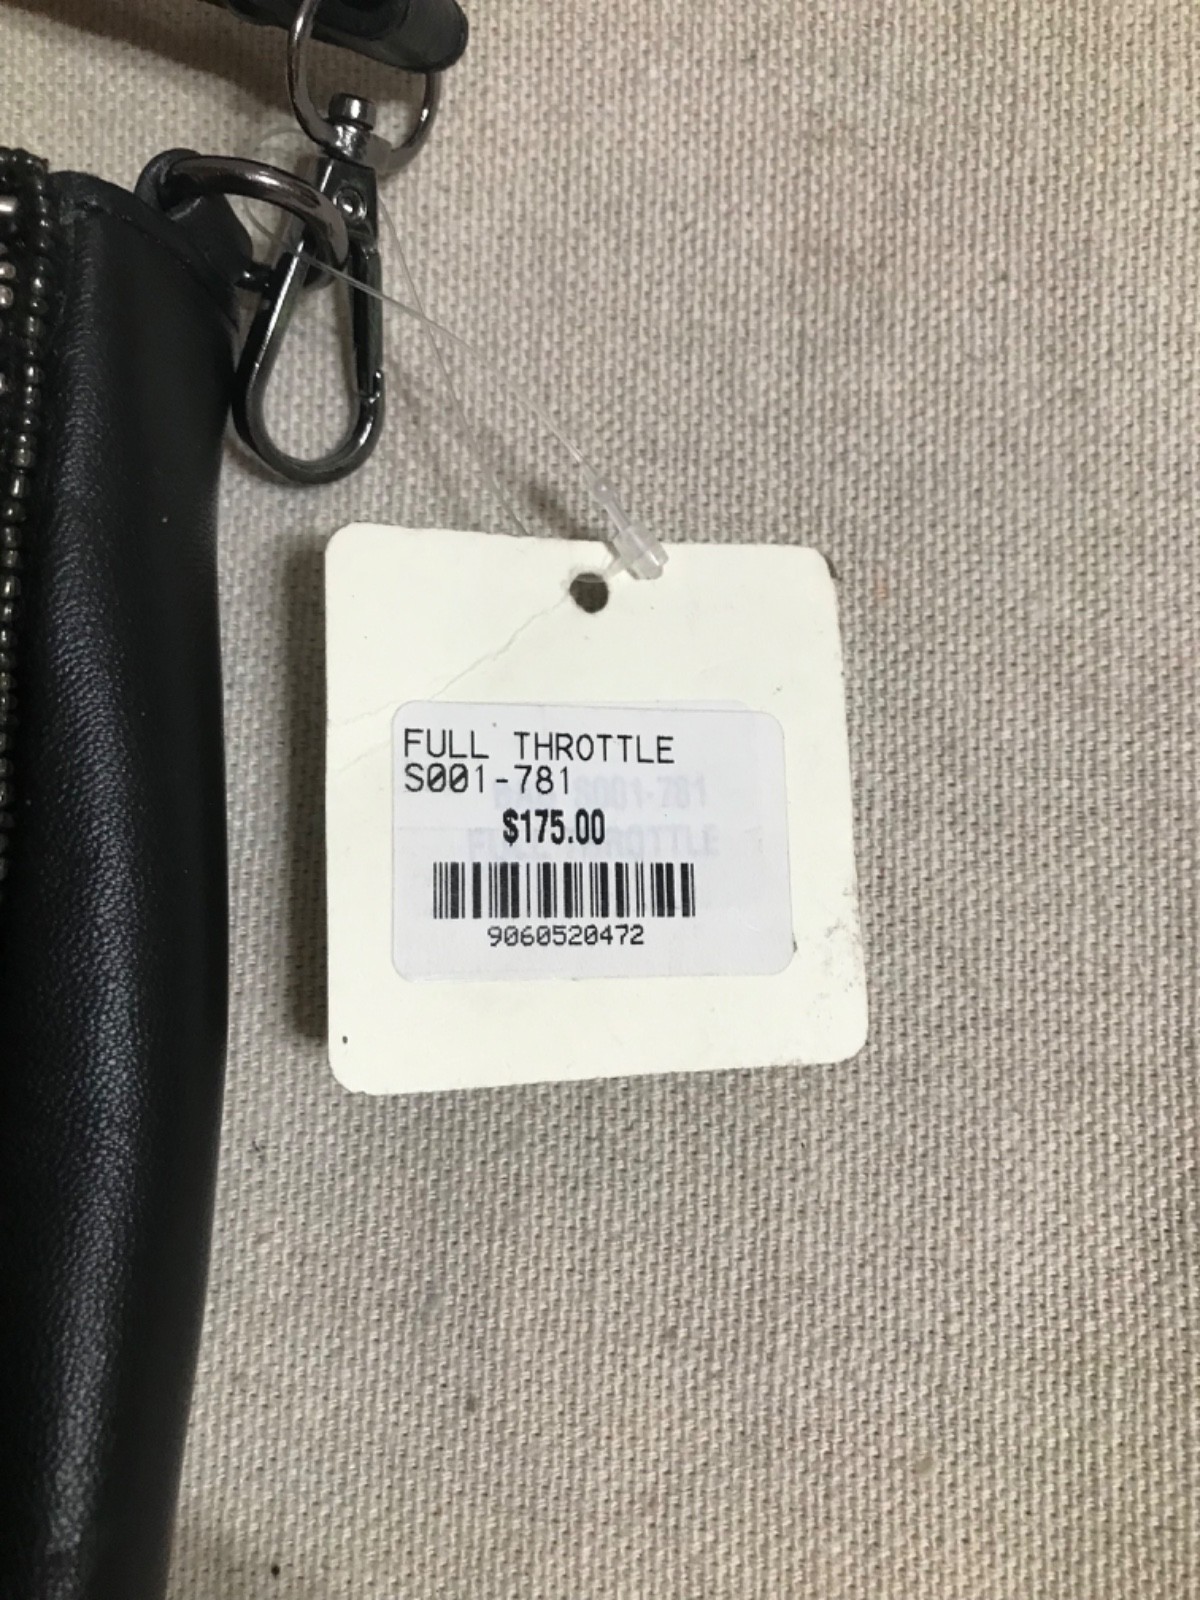 FULL THROTTLE
S001-781
$175.00
9060520472